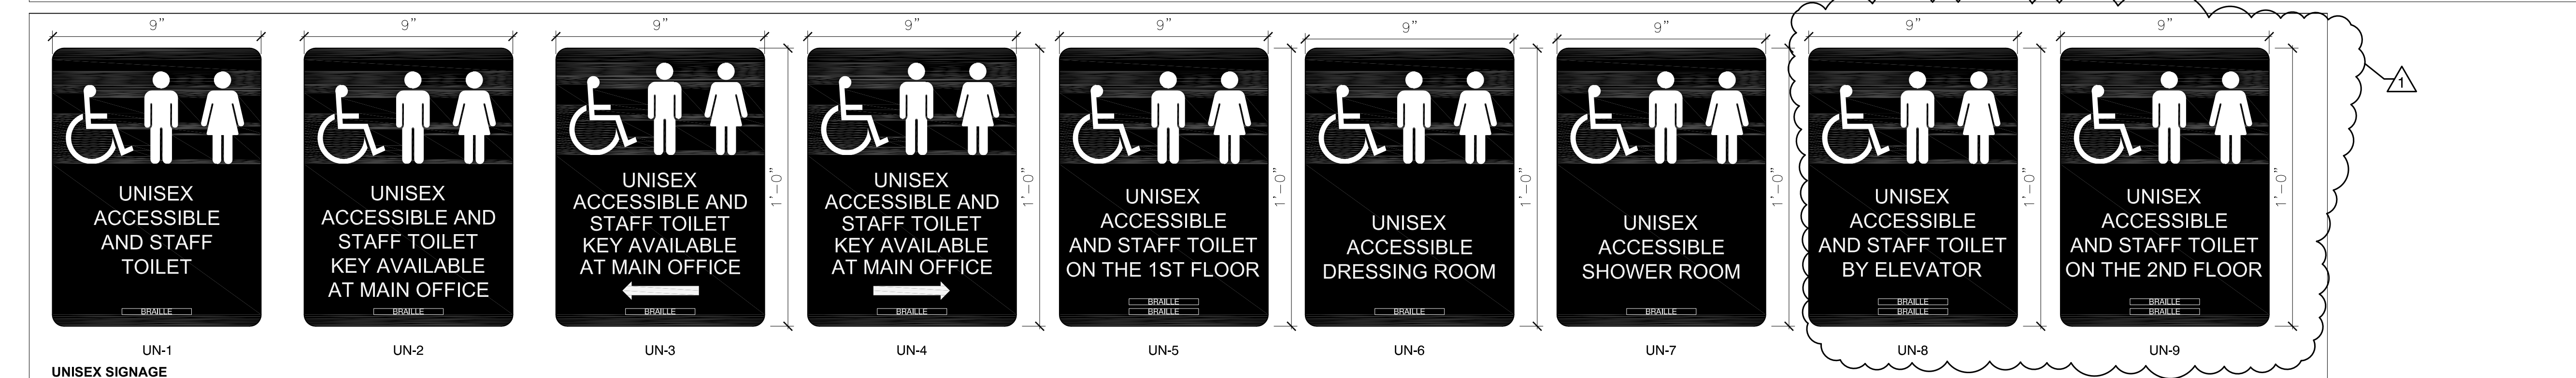 9"
9"
9"
9"
9"
9"
9"
9"
9"
1
UNISEX
ACCESSIBLE
AND STAFF
TOILET
BRAILLE
UN-1
UNISEX
ACCESSIBLE AND
STAFF TOILET
KEY AVAILABLE
AT MAIN OFFICE
BRAILLE
UN-2
UNISEX
ACCESSIBLE AND
STAFF TOILET
KEY AVAILABLE
AT MAIN OFFICE
BRAILLE
1'-0"
UN-3
UNISEX
ACCESSIBLE AND
STAFF TOILET
KEY AVAILABLE
AT MAIN OFFICE
BRAILLE
1'-0"
UN-4
UNISEX
ACCESSIBLE
AND STAFF TOILET
ON THE 1ST FLOOR
BRAILLE
BRAILLE
1'-0"
UN-5
UNISEX
ACCESSIBLE
DRESSING ROOM
BRAILLE
1'-0"
UN-6
UNISEX
ACCESSIBLE
SHOWER ROOM
BRAILLE
1'-0"
UN-7
UNISEX
ACCESSIBLE
AND STAFF TOILET
BY ELEVATOR
BRAILLE
BRAILLE
1'-0"
UN-8
UNISEX
ACCESSIBLE
AND STAFF TOILET
ON THE 2ND FLOOR
BRAILLE
BRAILLE
1'-0"
UN-9
UNISEX SIGNAGE